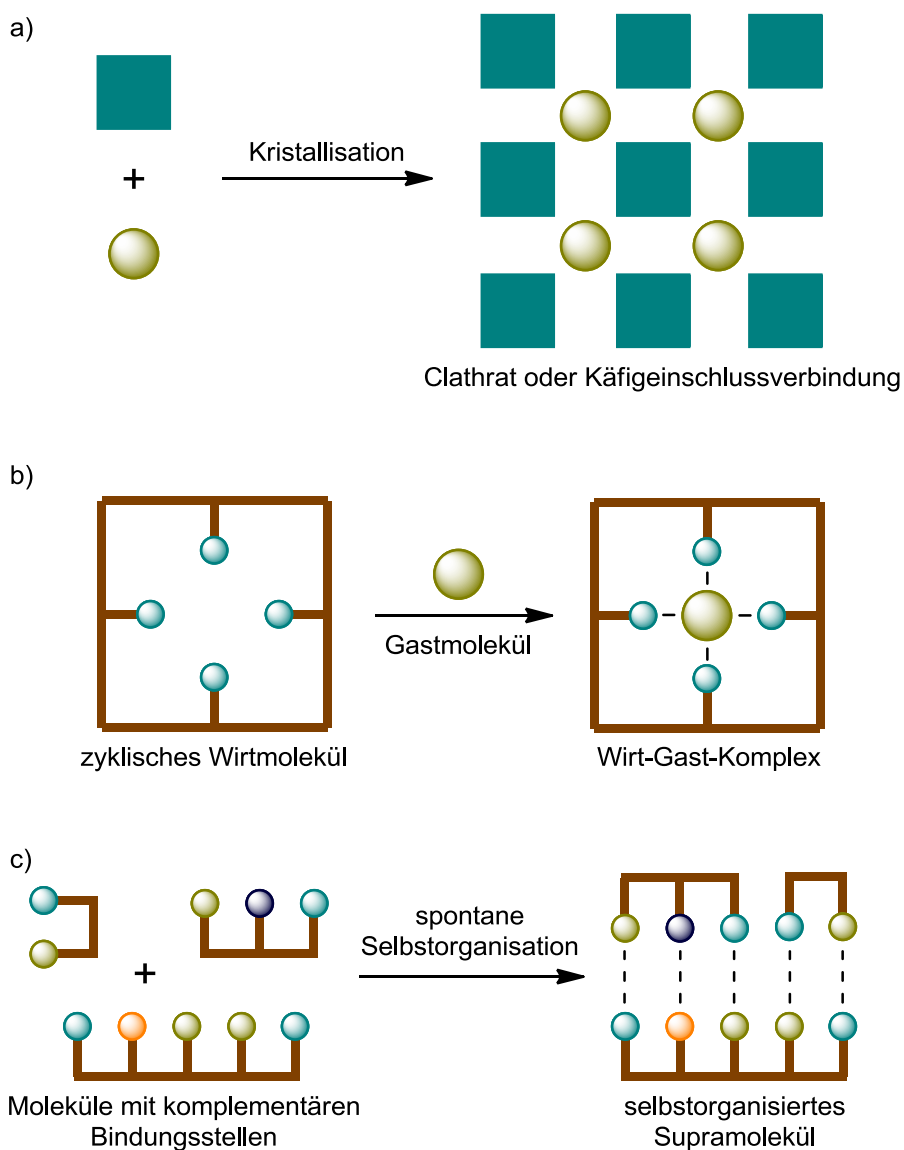 a)
+
Kristallisation
Clathrat oder Käfigeinschlussverbindung
b)
Gastmolekül
zyklisches Wirtmolekül
Wirt-Gast-Komplex
c)
+
spontane
Selbstorganisation
Moleküle mit komplementären
Bindungsstellen
selbstorganisiertes
Supramolekül